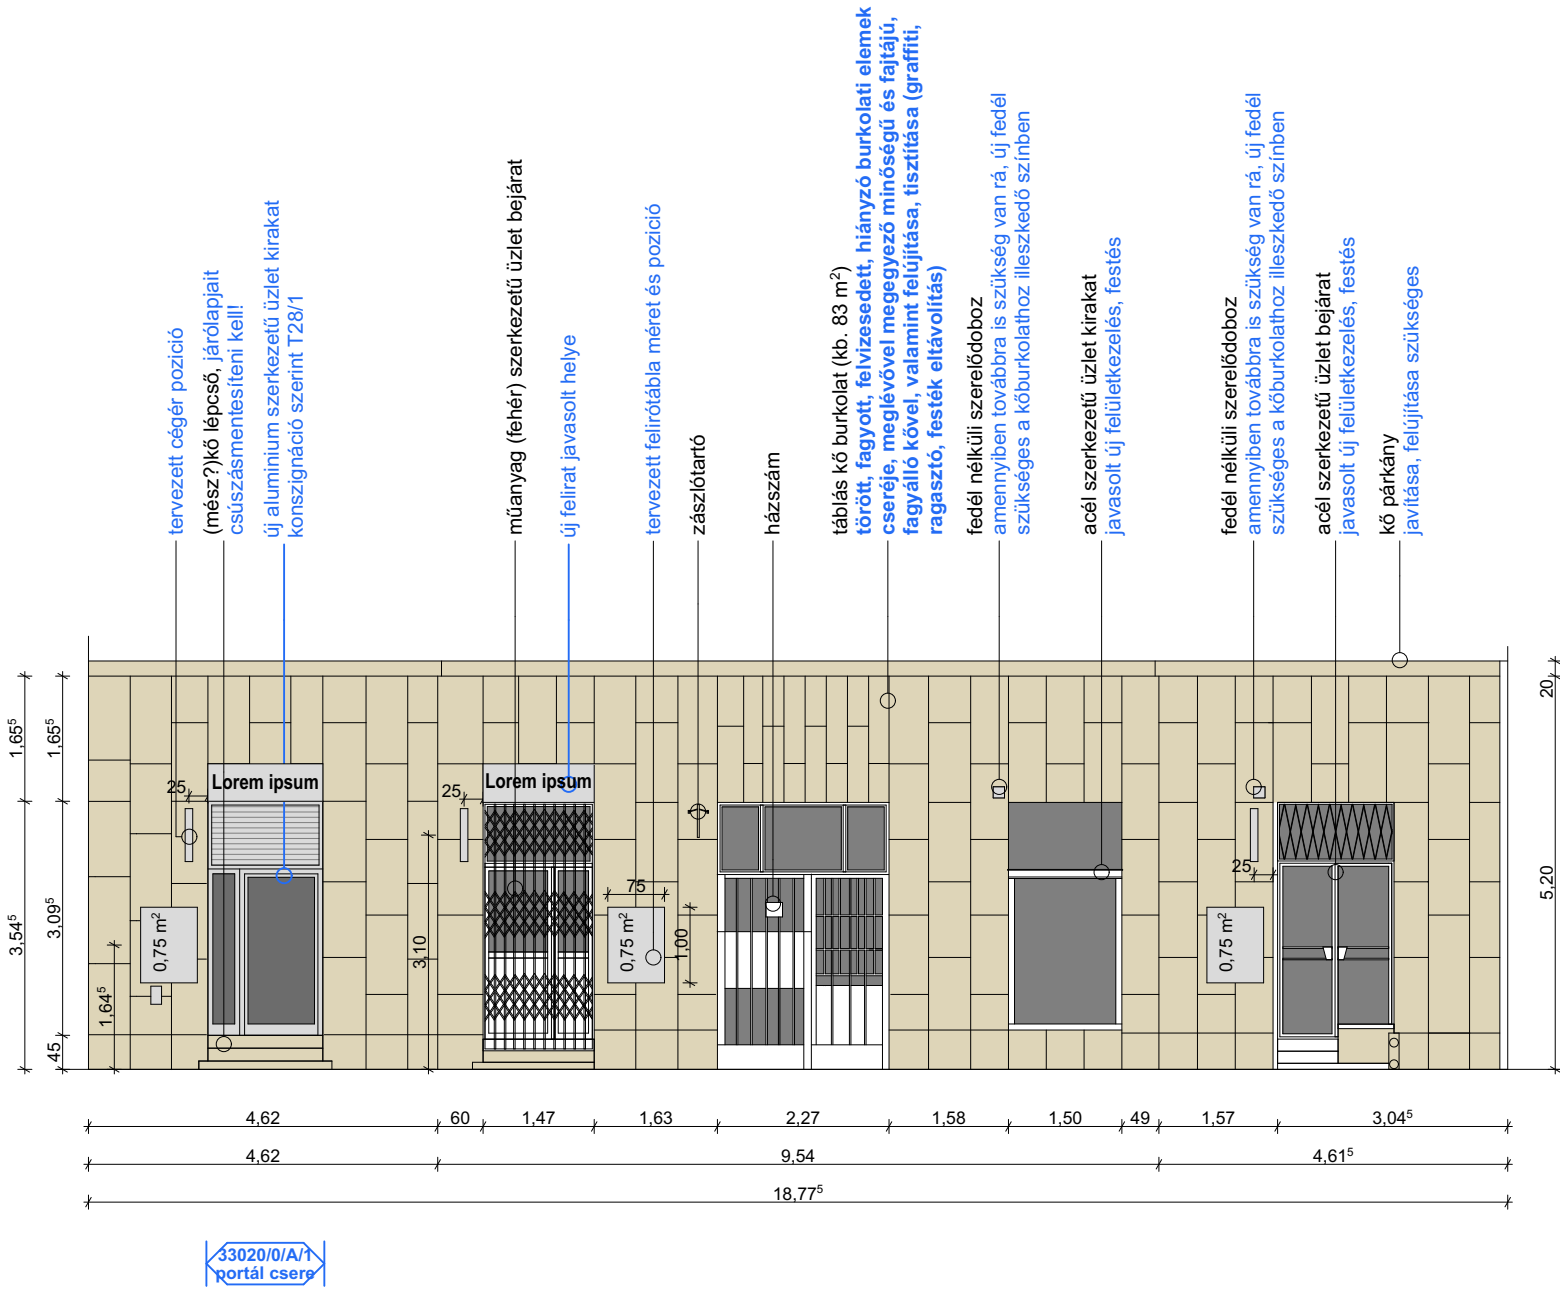 tervezett cégér pozició
(mész?)kő lépcső, járólapjait
csúszásmentesíteni kell!
új aluminium szerkezetű üzlet kirakat
konszignáció szerint T28/1
műanyag (fehér) szerkezetű üzlet bejárat
új felirat javasolt helye
tervezett felirótábla méret és pozició
zászlótartó
házszám
táblás kő burkolat (kb. 83 m²)
törött, fagyott, felvizesedett, hiányzó burkolati elemek
cseréje, meglévővel megegyező minőségű és fajtájú,
fagyálló kővel, valamint felújítása, tisztítása (graffiti,
ragasztó, festék eltávolítás)
fedél nélküli szerelődoboz
amennyiben továbbra is szükség van rá, új fedél
szükséges a kőburkolathoz illeszkedő színben
acél szerkezetű üzlet kirakat
javasolt új felületkezelés, festés
fedél nélküli szerelődoboz
amennyiben továbbra is szükség van rá, új fedél
szükséges a kőburkolathoz illeszkedő színben
acél szerkezetű üzlet bejárat
javasolt új felületkezelés, festés
kő párkány
javítása, felújítása szükséges
1,65⁵
1,65⁵
3,54⁵
3,09⁵
45
1,64⁵
25
Lorem ipsum
0,75 m²
3,10
25
Lorem ipsum
75
0,75 m²
1,00
25
0,75 m²
20
5,20
4,62
60
1,47
1,63
2,27
1,58
1,50
49
1,57
3,04⁵
4,62
9,54
4,61⁵
18,77⁵
33020/0/A/1
portál csere